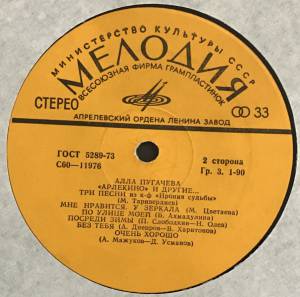 МИНИСТЕРСТВО КУЛЬТУРЫ СССР
МЕЛОДИЯ
ВСЕСОЮЗНАЯ ФИРМА ГРАМПЛАСТИНОК
СТЕРЕО
33
АПРЕЛЕВСКИЙ ОРДЕНА ЛЕНИНА ЗАВОД
ГОСТ 5289-73
2 сторона
С60—11976
Гр. 3. 1-90
АЛЛА ПУГАЧЕВА
«АРЛЕКИНО» И ДРУГИЕ...
ТРИ ПЕСНИ из к-ф «Ирония судьбы»
(М. Таривердиев)
МНЕ НРАВИТСЯ. У ЗЕРКАЛА (М. Цветаева)
ПО УЛИЦЕ МОЕЙ (Б. Ахмадулина)
ПОСРЕДИ ЗИМЫ (П. Слободкин—Н. Олев)
БЕЗ ТЕБЯ (А. Днепров—В. Харитонов)
ОЧЕНЬ ХОРОШО
(А. Мажуков—Д. Усманов)